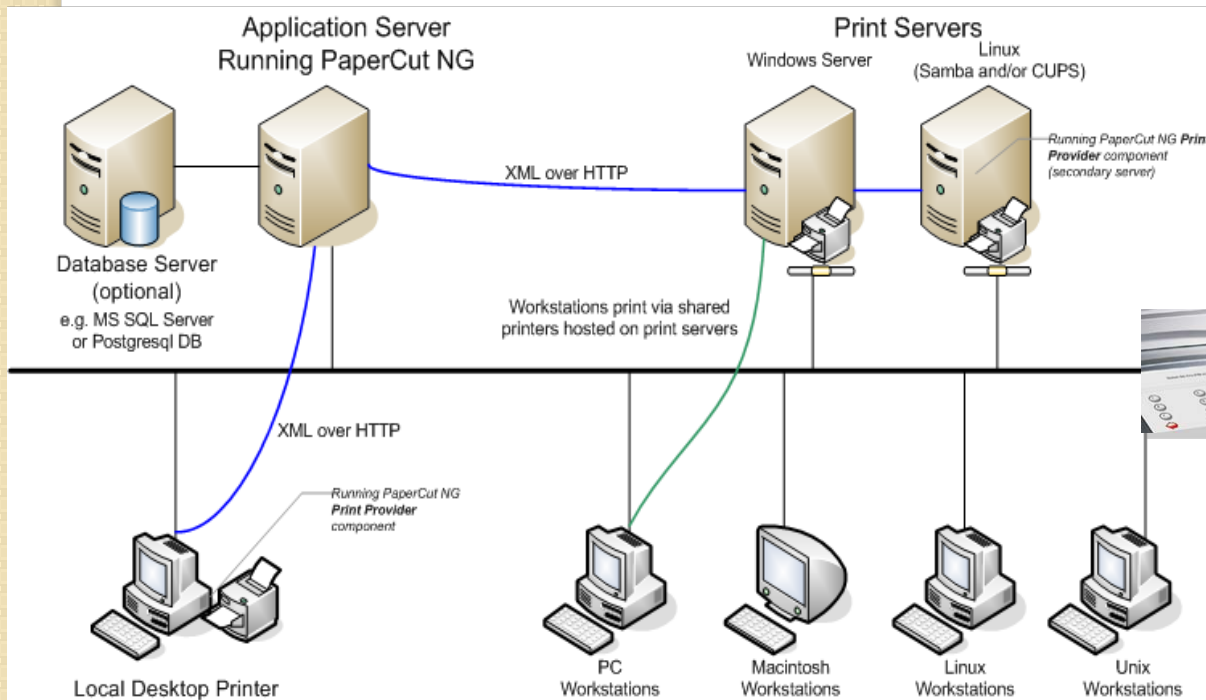 Application Server
Running PaperCut NG
Print Servers
Windows Server
Linux
(Samba and/or CUPS)
Running PaperCut NG
Provider component
(secondary server)
XML over HTTP
Database Server
(optional)
e.g. MS SQL Server
or Postgresql DB
Workstations print via shared
printers hosted on print servers
XML over HTTP
Running PaperCut NG
Print Provider
component
Local Desktop Printer
PC
Workstations
Macintosh
Workstations
Linux
Workstations
Unix
Workstations